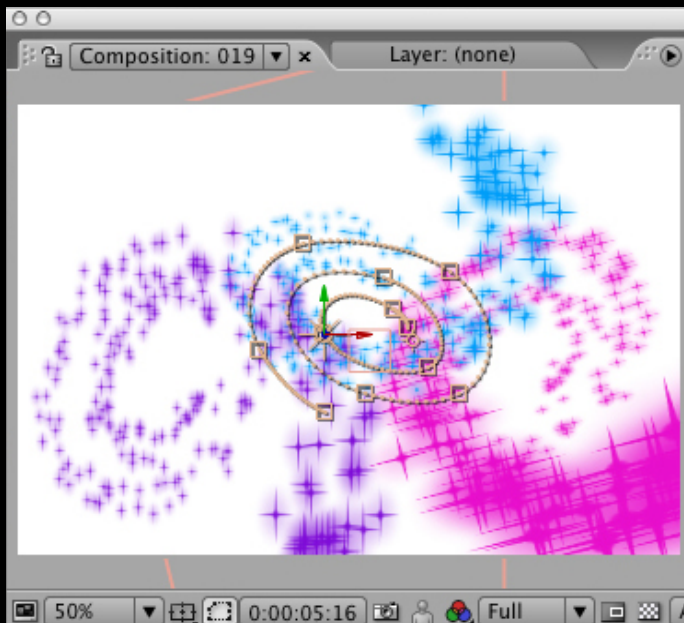 Composition: 019
Layer: (none)
50%
0:00:05:16
Full
A